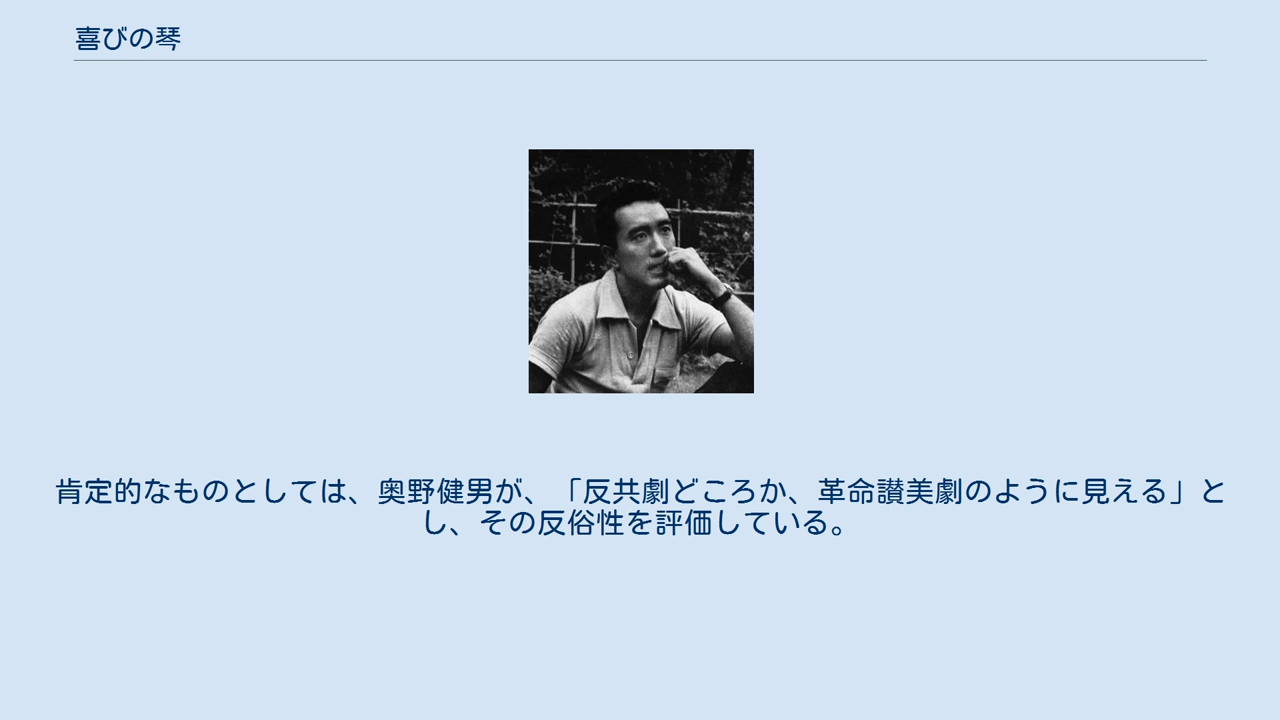 喜びの琴
肯定的なものとしては、奥野健男が、「反共劇どころか、革命讃美劇のように見える」と
し、その反俗性を評価している。